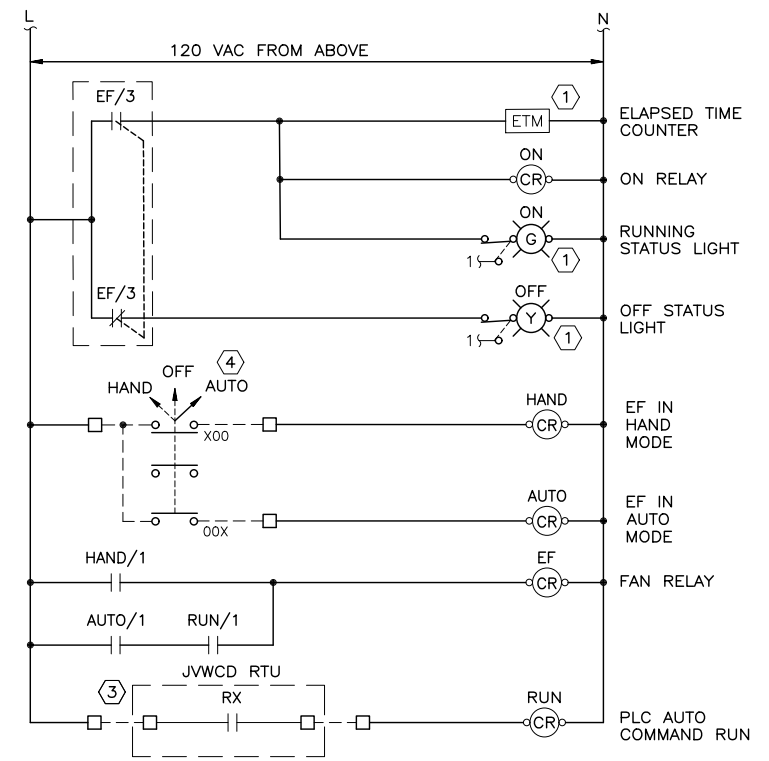 L
N
120 VAC FROM ABOVE
EF/3
1
ETM
ELAPSED TIME
COUNTER
ON
CR
ON RELAY
ON
G
1
1
RUNNING
STATUS LIGHT
EF/3
OFF
Y
1
1
OFF STATUS
LIGHT
4
OFF
HAND
AUTO
X00
HAND
CR
EF IN
HAND
MODE
00X
AUTO
CR
EF IN
AUTO
MODE
HAND/1
EF
CR
FAN RELAY
AUTO/1
RUN/1
JVWCD RTU
3
RX
RUN
CR
PLC AUTO
COMMAND RUN